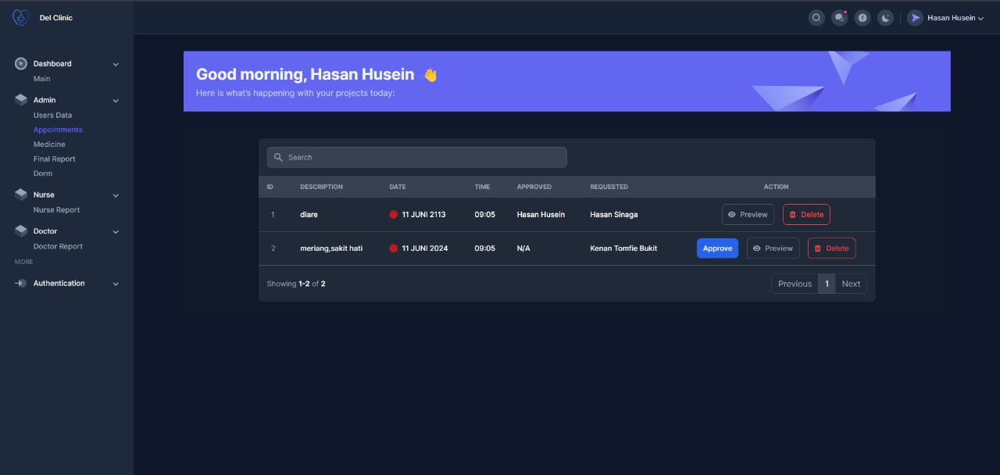 Del Clinic
Hasan Husein
Dashboard
Main
Admin
Users Data
Appointments
Medicine
Final Report
Dorm
Nurse
Nurse Report
Doctor
Doctor Report
MORE
Authentication
Good morning, Hasan Husein 👋
Here is what's happening with your projects today:
Search
ID DESCRIPTION DATE TIME APPROVED REQUESTED ACTION
1 diare 11 JUNI 2113 09:05 Hasan Husein Hasan Sinaga Preview Delete
2 meriang,sakit hati 11 JUNI 2024 09:05 N/A Kenan Tomfie Bukit Approve Preview Delete
Showing 1-2 of 2 Previous 1 Next